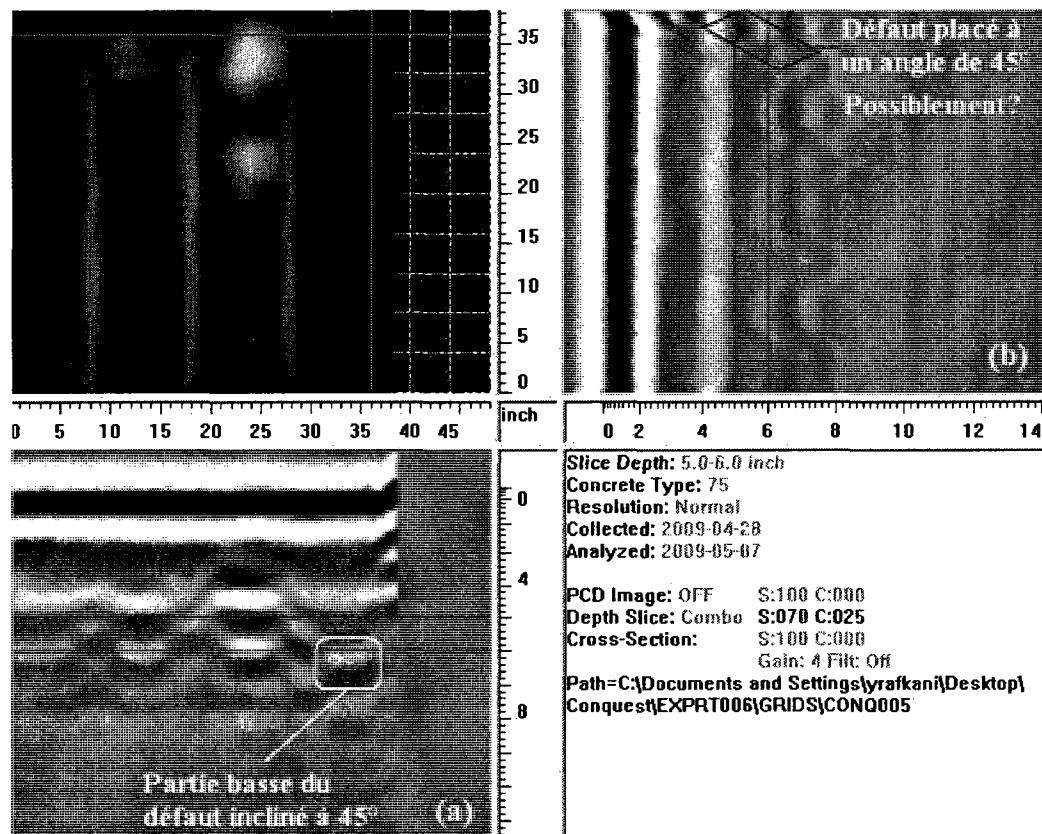 35
30
25
20
15
10
5
0
Défaut placé à
un angle de 45°
Possiblement?
(b)
0 5 10 15 20 25 30 35 40 45
inch
0 2 4 6 8 10 12 14
0
4
8
Partie basse du
défaut incliné à 45°
(a)
Slice Depth: 5.0-6.0 inch
Concrete Type: 75
Resolution: Normal
Collected: 2009-04-28
Analyzed: 2009-05-07
PCD Image: OFF S:100 C:000
Depth Slice: Combo S:070 C:025
Cross-Section: S:100 C:000
Gain: 4 Filt: Off
Path=C:\Documents and Settings\yrafkani\Desktop\
Conquest\EXPRT006\GRIDS\CONQ005